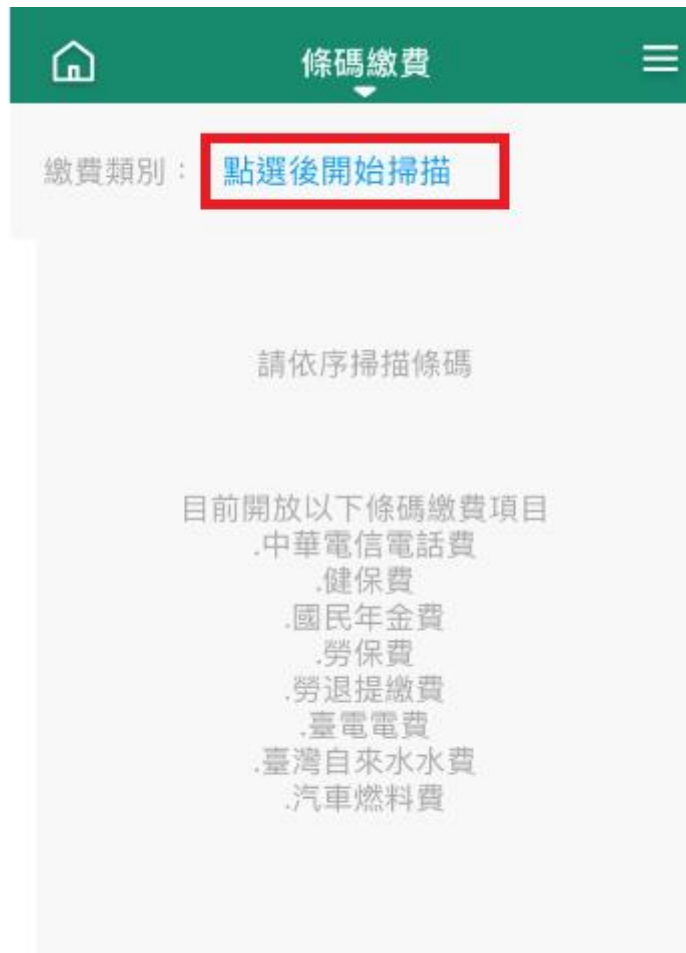 條碼繳費
繳費類別：點選後開始掃描
請依序掃描條碼
目前開放以下條碼繳費項目
.中華電信電話費
.健保費
.國民年金費
.勞保費
.勞退提繳費
.臺電電費
.臺灣自來水水費
.汽車燃料費